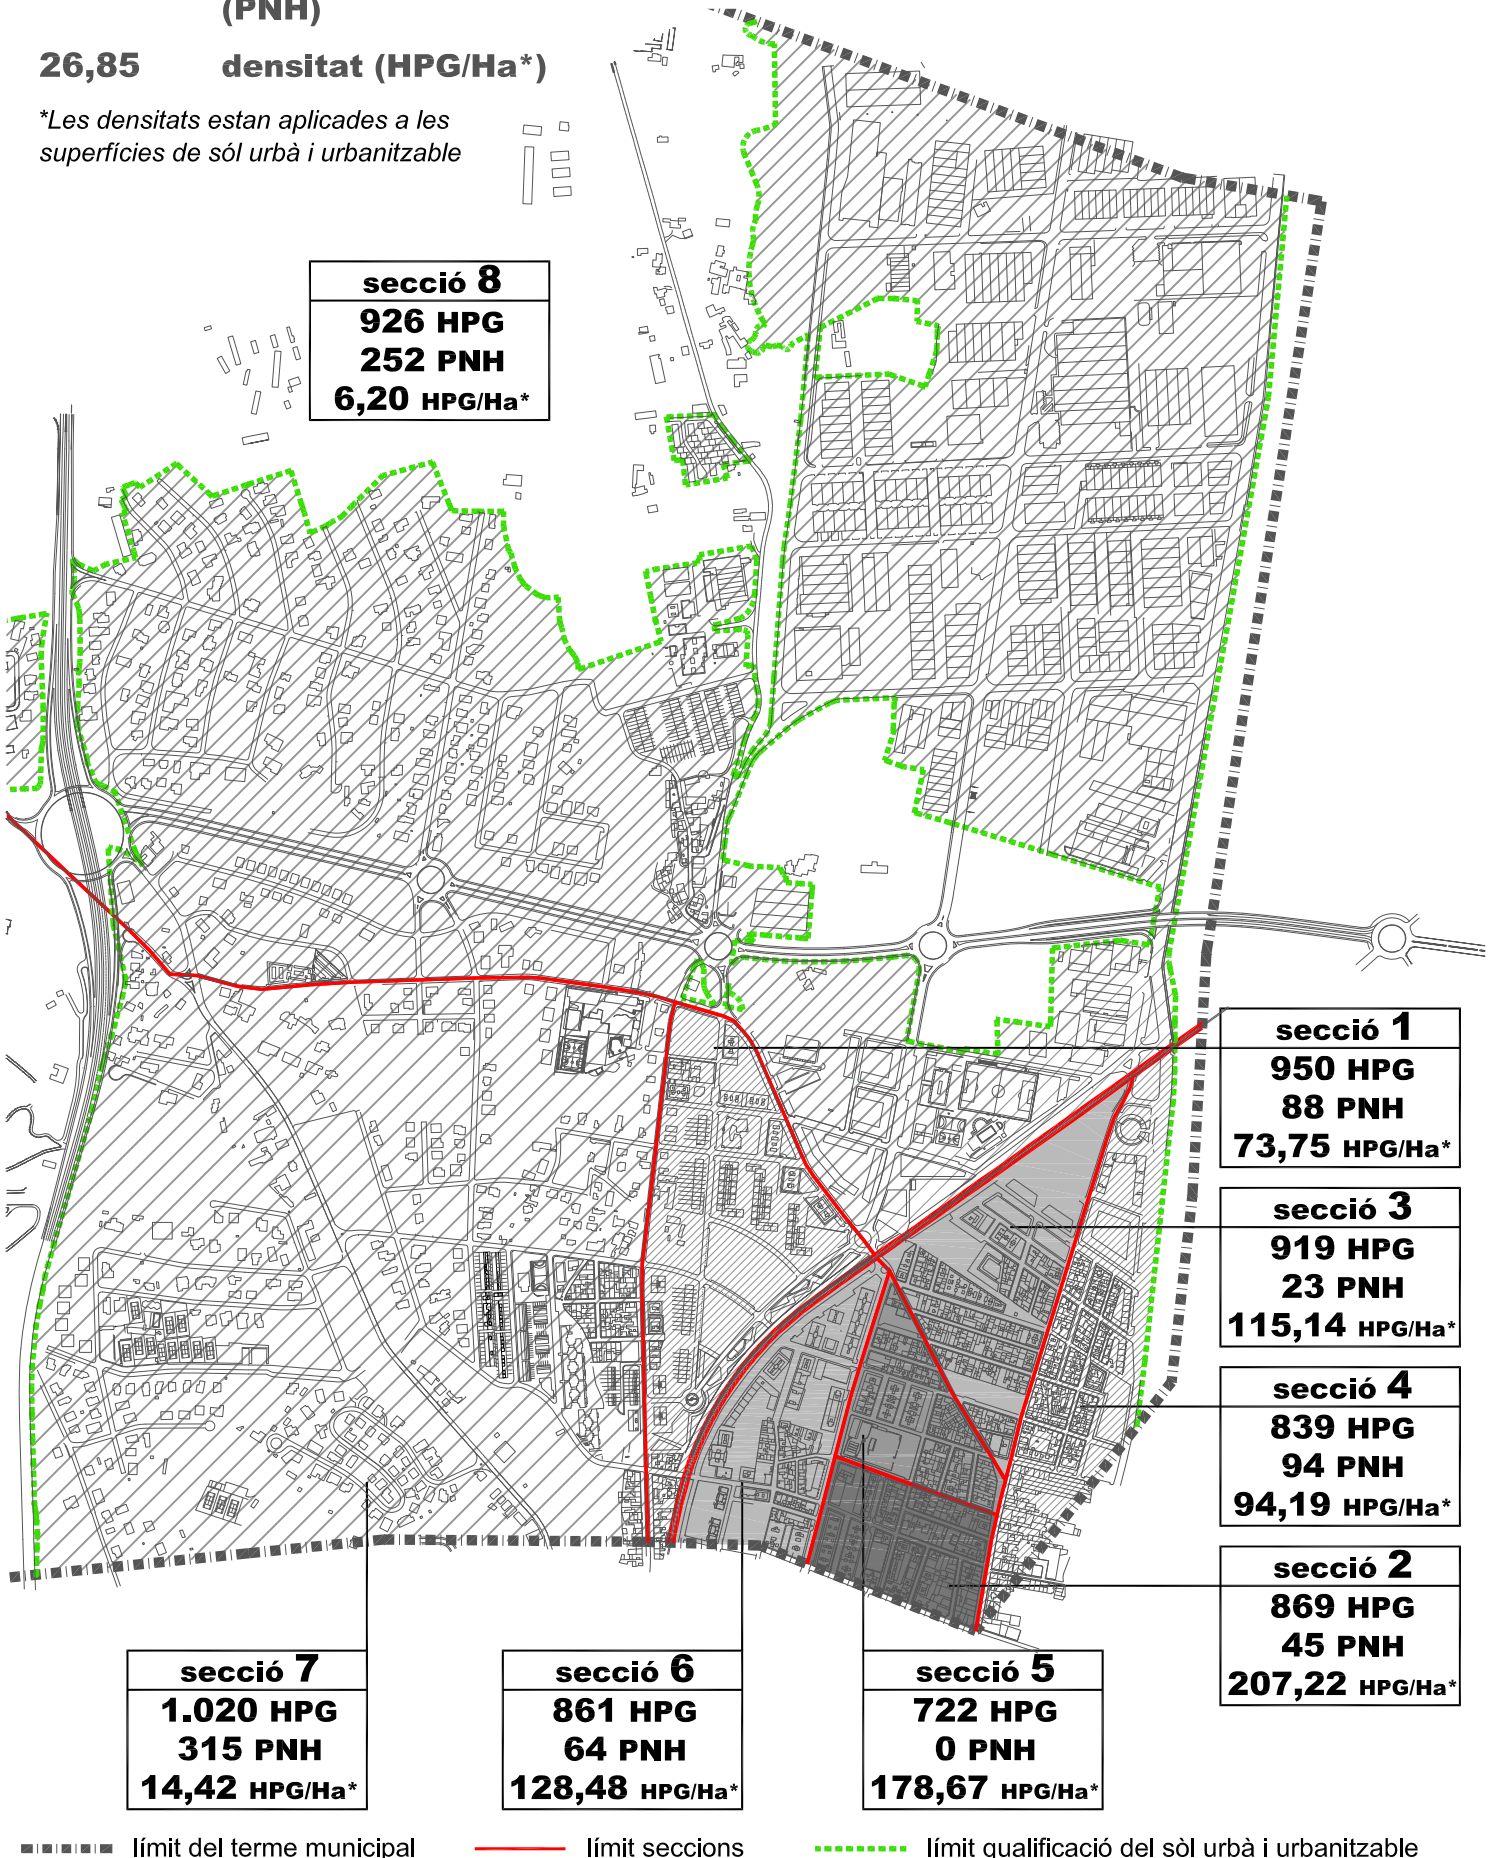 (PNH)
26,85 densitat (HPG/Ha*)
*Les densitats estan aplicades a les
superfícies de sól urbà i urbanitzable
secció 8
926 HPG
252 PNH
6,20 HPG/Ha*
secció 1
950 HPG
88 PNH
73,75 HPG/Ha*
secció 3
919 HPG
23 PNH
115,14 HPG/Ha*
secció 4
839 HPG
94 PNH
94,19 HPG/Ha*
secció 2
869 HPG
45 PNH
207,22 HPG/Ha*
secció 7
1.020 HPG
315 PNH
14,42 HPG/Ha*
secció 6
861 HPG
64 PNH
128,48 HPG/Ha*
secció 5
722 HPG
0 PNH
178,67 HPG/Ha*
límit del terme municipal
límit seccions
límit qualificació del sòl urbà i urbanitzable